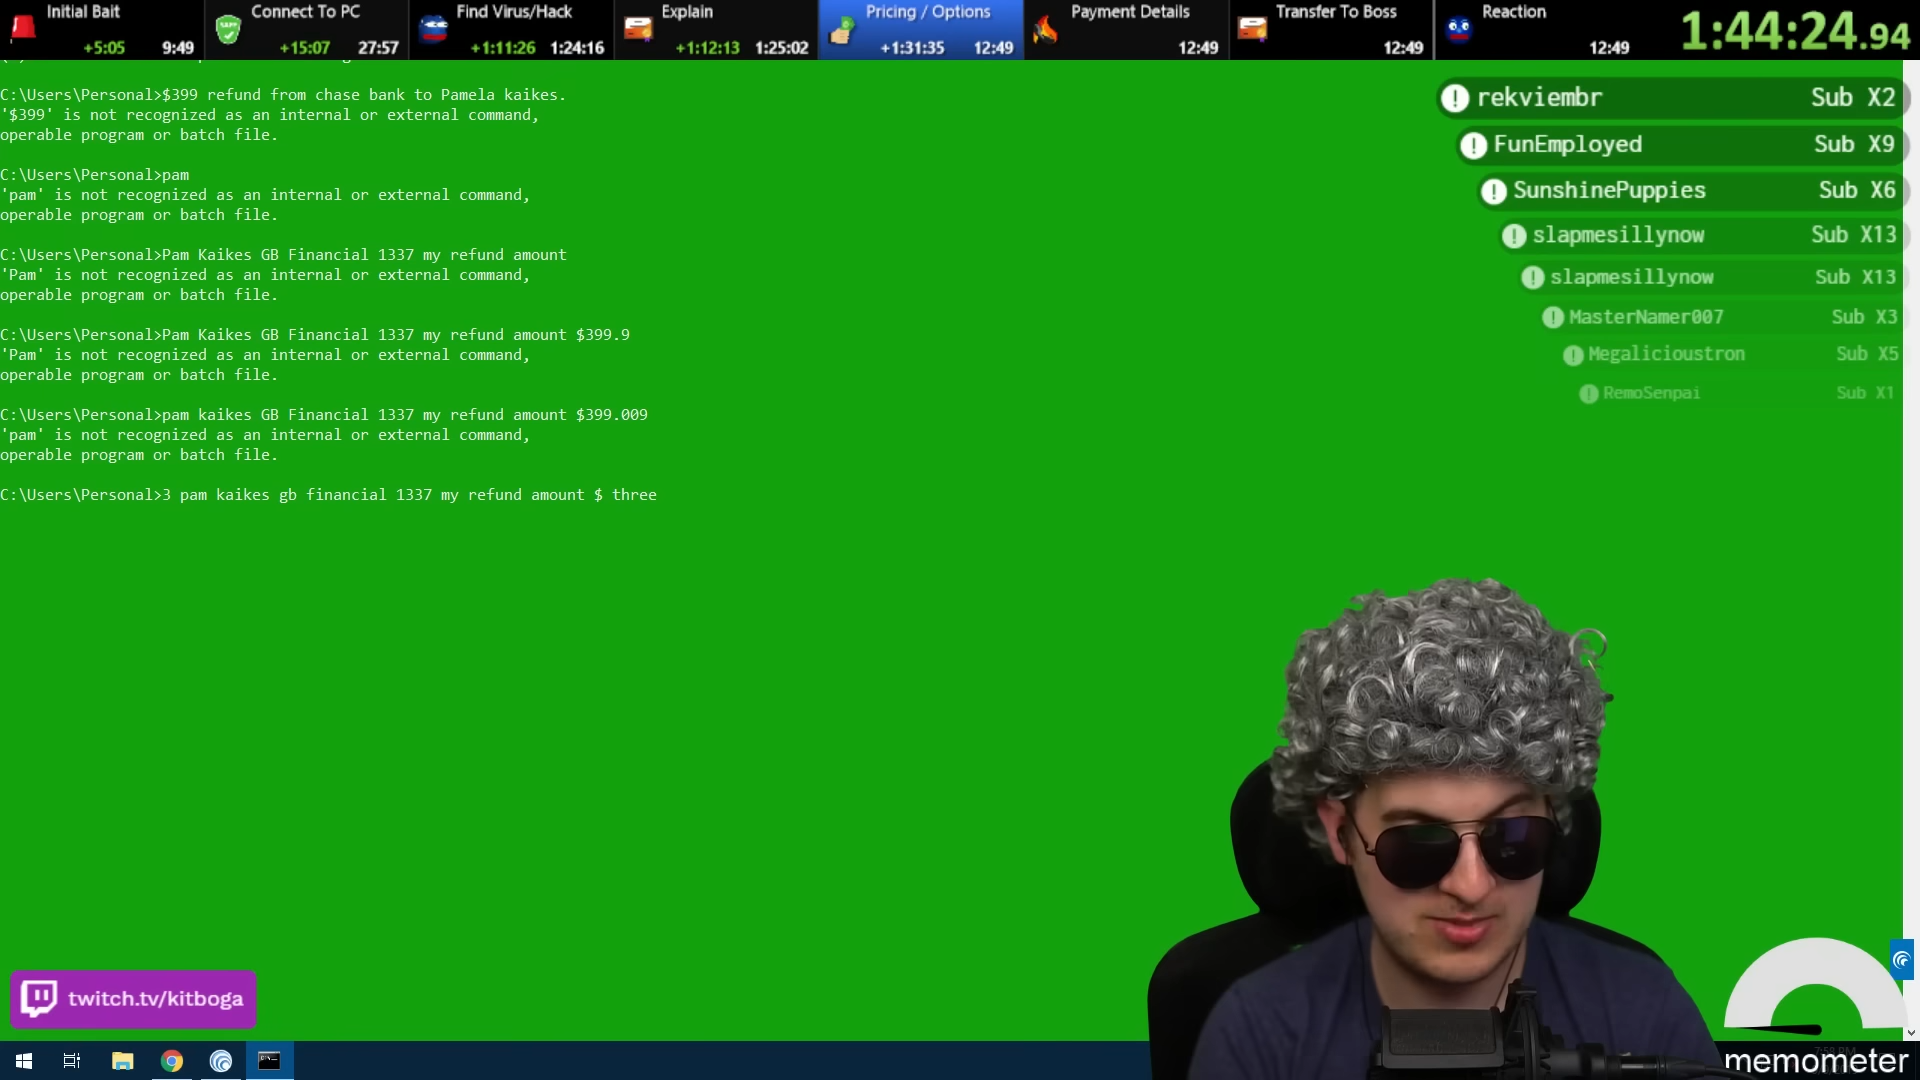 Initial Bait
+5:05 9:49
Connect To PC
+15:07 27:57
Find Virus/Hack
+1:11:26 1:24:16
Explain
+1:12:13 1:25:02
Pricing / Options
+1:31:35 12:49
Payment Details
12:49
Transfer To Boss
12:49
Reaction
12:49
1:44:24.94
C:\Users\Personal>$399 refund from chase bank to Pamela kaikes.
'$399' is not recognized as an internal or external command,
operable program or batch file.
C:\Users\Personal>pam
'pam' is not recognized as an internal or external command,
operable program or batch file.
C:\Users\Personal>Pam Kaikes GB Financial 1337 my refund amount
'Pam' is not recognized as an internal or external command,
operable program or batch file.
C:\Users\Personal>Pam Kaikes GB Financial 1337 my refund amount $399.9
'Pam' is not recognized as an internal or external command,
operable program or batch file.
C:\Users\Personal>pam kaikes GB Financial 1337 my refund amount $399.009
'pam' is not recognized as an internal or external command,
operable program or batch file.
C:\Users\Personal>3 pam kaikes gb financial 1337 my refund amount $ three
rekviembr Sub X2
FunEmployed Sub X9
SunshinePuppies Sub X6
slapmesillynow Sub X13
slapmesillynow Sub X13
MasterNamer007 Sub X3
Megalicioustron Sub X5
RemoSenpai Sub X1
twitch.tv/kitboga
memometer